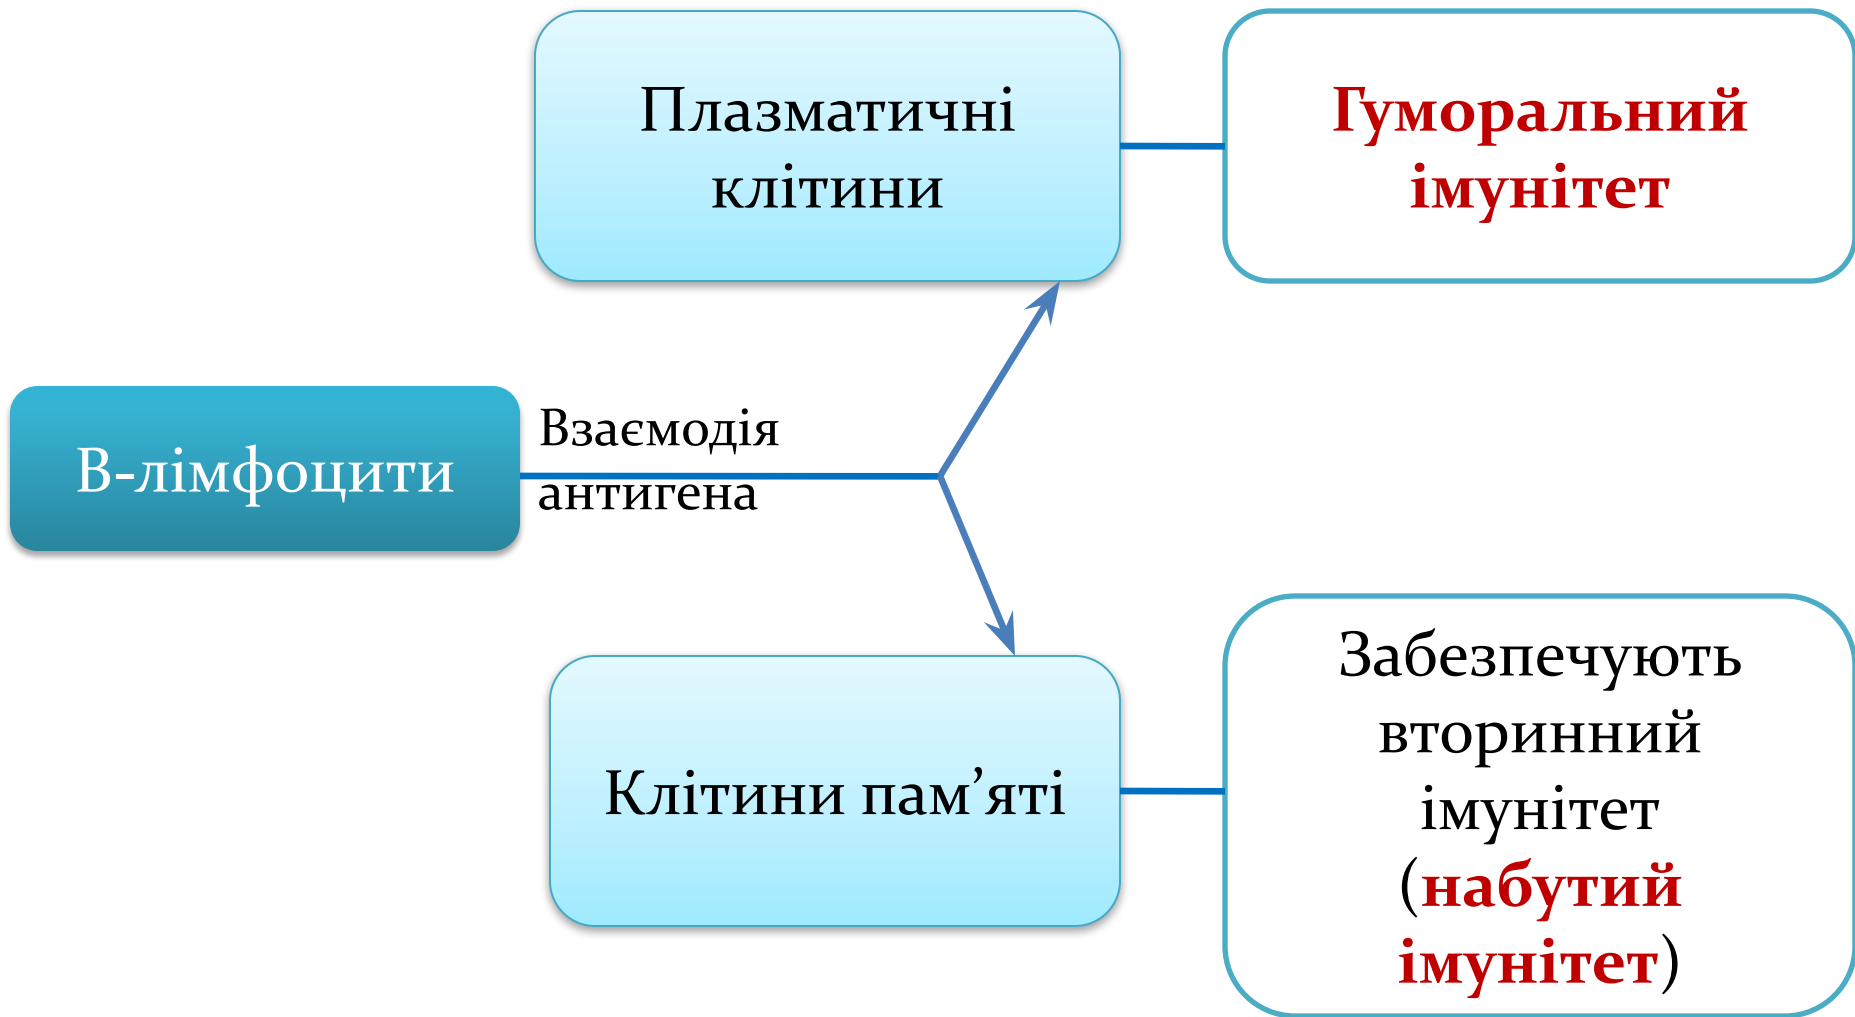 Плазматичні
клітини
Гуморальний
імунітет
В-лімфоцити
Взаємодія
антигена
Клітини пам’яті
Забезпечують
вторинний
імунітет
(набутий
імунітет)